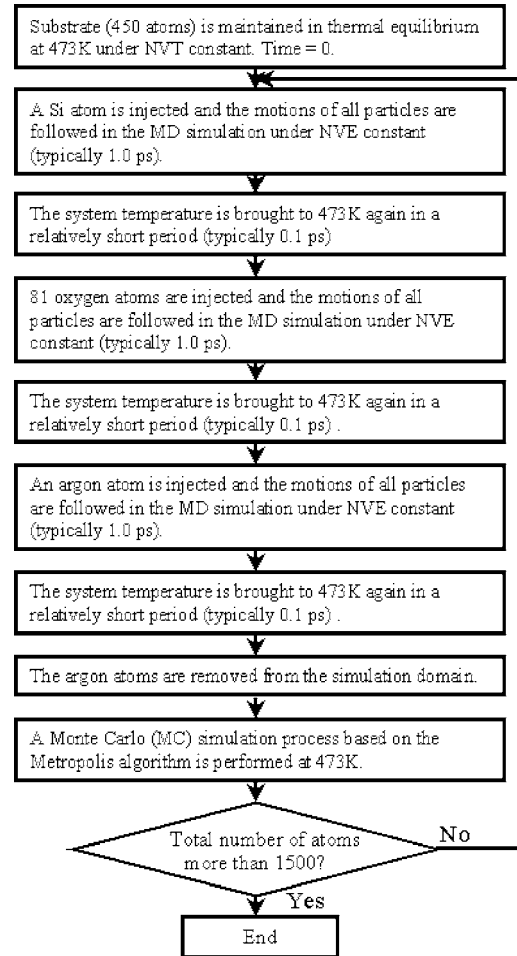 Substrate (450 atoms) is maintained in thermal equilibrium
at 473K under NVT constant. Time = 0.
A Si atom is injected and the motions of all particles are
followed in the MD simulation under NVE constant
(typically 1.0 ps).
The system temperature is brought to 473K again in a
relatively short period (typically 0.1 ps)
81 oxygen atoms are injected and the motions of all
particles are followed in the MD simulation under NVE
constant (typically 1.0 ps).
The system temperature is brought to 473K again in a
relatively short period (typically 0.1 ps) .
An argon atom is injected and the motions of all particles
are followed in the MD simulation under NVE constant
(typically 1.0 ps).
The system temperature is brought to 473K again in a
relatively short period (typically 0.1 ps) .
The argon atoms are removed from the simulation domain.
A Monte Carlo (MC) simulation process based on the
Metropolis algorithm is performed at 473K.
Total number of atoms
more than 1500?
No
Yes
End